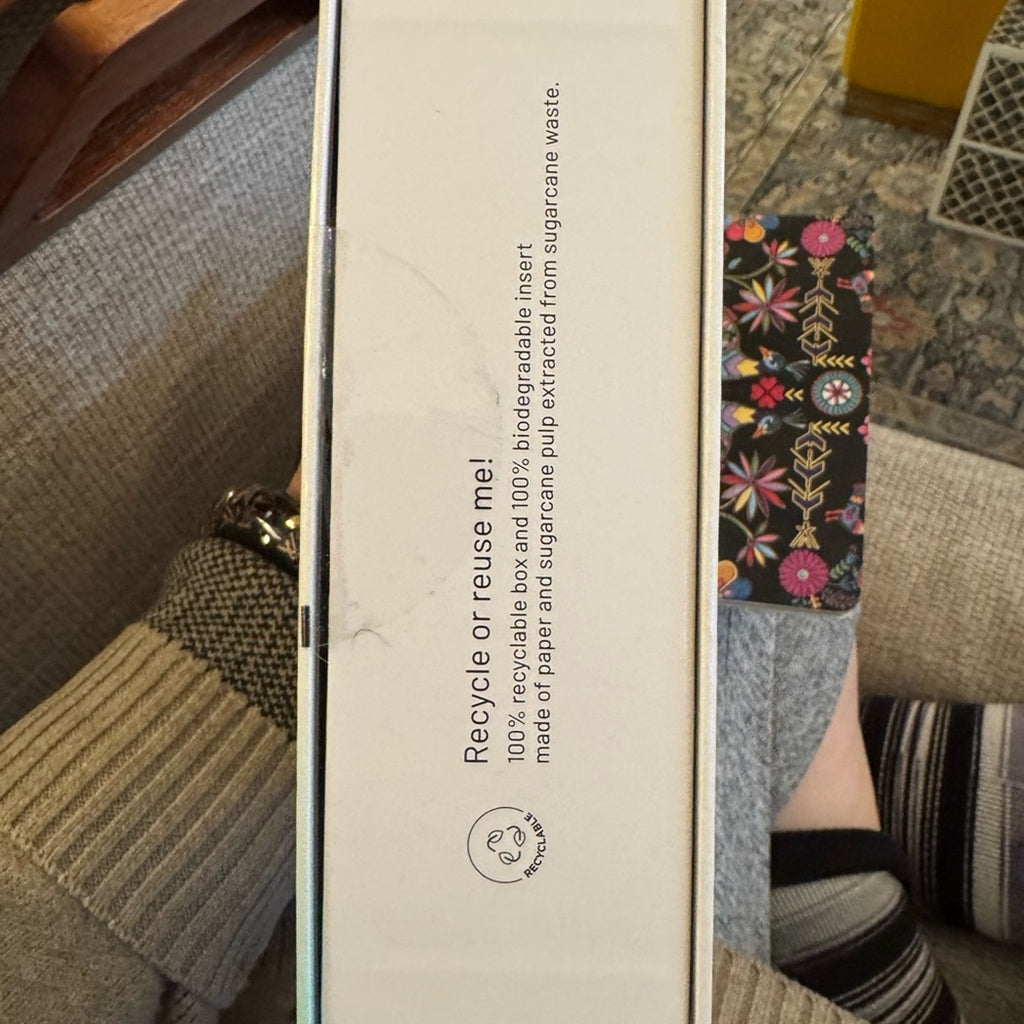 Recycle or reuse me!
100% recyclable box and 100% biodegradable insert
made of paper and sugarcane pulp extracted from sugarcane waste.
RECYCLABLE